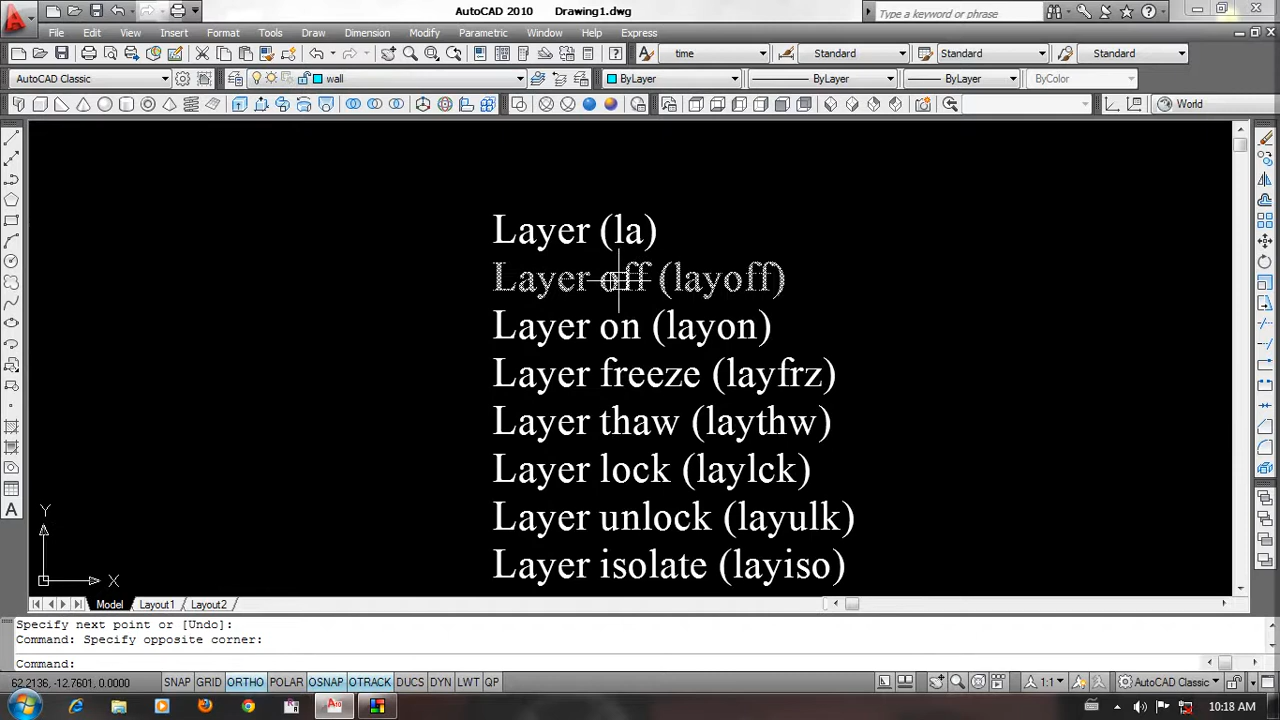 AutoCAD 2010 Drawing1.dwg
Type a keyword or phrase
File Edit View Insert Format Tools Draw Dimension Modify Parametric Window Help Express
time Standard Standard Standard
AutoCAD Classic wall ByLayer ByLayer ByLayer ByColor
World
Layer (la)
Layer off (layoff)
Layer on (layon)
Layer freeze (layfrz)
Layer thaw (laythw)
Layer lock (laylck)
Layer unlock (layulk)
Layer isolate (layiso)
Y
X
Model Layout1 Layout2
Specify next point or [Undo]:
Command: Specify opposite corner:
Command:
62.2136, -12.7601, 0.0000 SNAP GRID ORTHO POLAR OSNAP OTRACK DUCS DYN LWT QP 1:1 AutoCAD Classic
10:18 AM